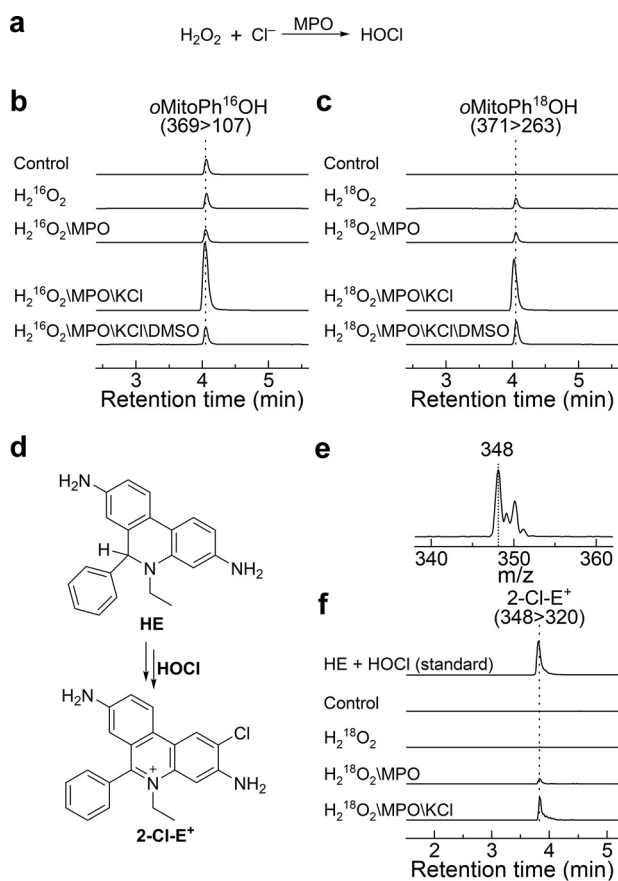 a
H₂O₂ + Cl⁻ MPO HOCl
b
oMitoPh¹⁶OH
(369>107)
Control
H₂¹⁶O₂
H₂¹⁶O₂\MPO
H₂¹⁶O₂\MPO\KCl
H₂¹⁶O₂\MPO\KCl\DMSO
3 4 5
Retention time (min)
c
oMitoPh¹⁸OH
(371>263)
Control
H₂¹⁸O₂
H₂¹⁸O₂\MPO
H₂¹⁸O₂\MPO\KCl
H₂¹⁸O₂\MPO\KCl\DMSO
3 4 5
Retention time (min)
d
H₂N
H
N
NH₂
HE
HOCl
H₂N
Cl
N⁺
NH₂
2-Cl-E⁺
e
348
340 350 360
m/z
f
2-Cl-E⁺
(348>320)
HE + HOCl (standard)
Control
H₂¹⁸O₂
H₂¹⁸O₂\MPO
H₂¹⁸O₂\MPO\KCl
2 3 4 5
Retention time (min)